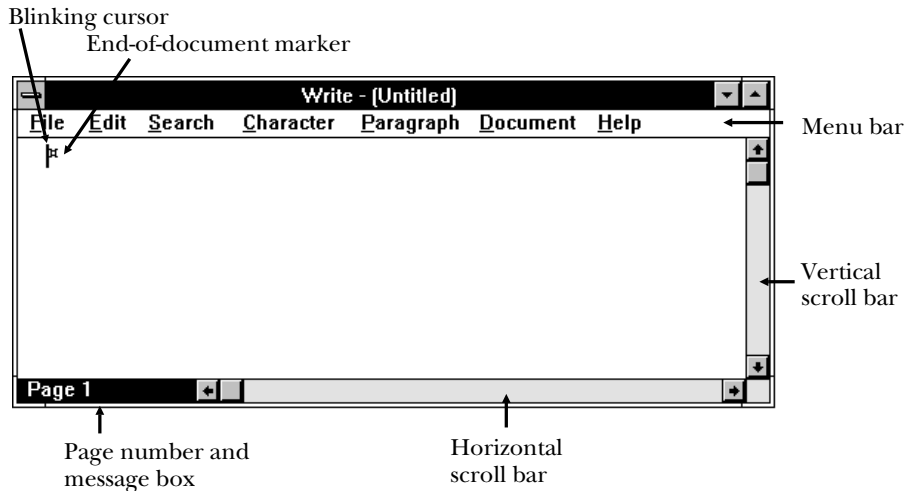 Blinking cursor
End-of-document marker
Write - (Untitled)
File Edit Search Character Paragraph Document Help
Menu bar
Vertical
scroll bar
Page 1
Page number and
message box
Horizontal
scroll bar